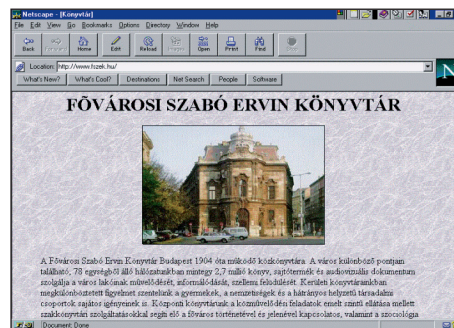 Netscape - [Könyvtár]
File Edit View Go Bookmarks Options Directory Window Help
Back Forward Home Edit Reload Images Open Print Find Stop
Location: http://www.fszek.hu/
What's New? What's Cool? Destinations Net Search People Software
N
FÕVÁROSI SZABÓ ERVIN KÖNYVTÁR
A Fõvárosi Szabó Ervin Könyvtár Budapest 1904 óta mûködõ közkönyvtára. A város különbözõ pontjain
található, 78 egységbõl álló hálózatunkban mintegy 2,7 millió könyv, sajtótermék és audiovizuális dokumentum
szolgálja a város lakóinak mûvelõdését, informálódását, szellemi felüdülését. Kerületi könyvtárainkban
megkülönböztetett figyelmet szentelünk a gyermekek, a nemzetiségek és a hátrányos helyzetû társadalmi
csoportok sajátos igényeinek is. Központi könyvtárunk a közmûvelõdési feladatok emelt szintû ellátása mellett
szakkönyvtári szolgáltatásokkal segíti elõ a fõváros történetével és jelenével kapcsolatos, valamint a szociológia
Document: Done